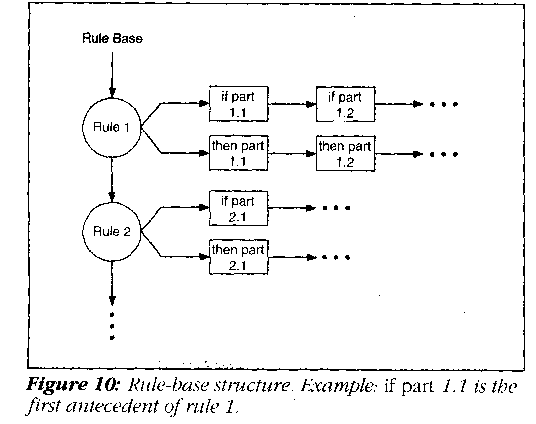 Rule Base
if part
1.1
if part
1.2
Rule 1
then part
1.1
then part
1.2
if part
2.1
Rule 2
then part
2.1
Figure 10: Rule-base structure. Example: if part 1.1 is the
first antecedent of rule 1.